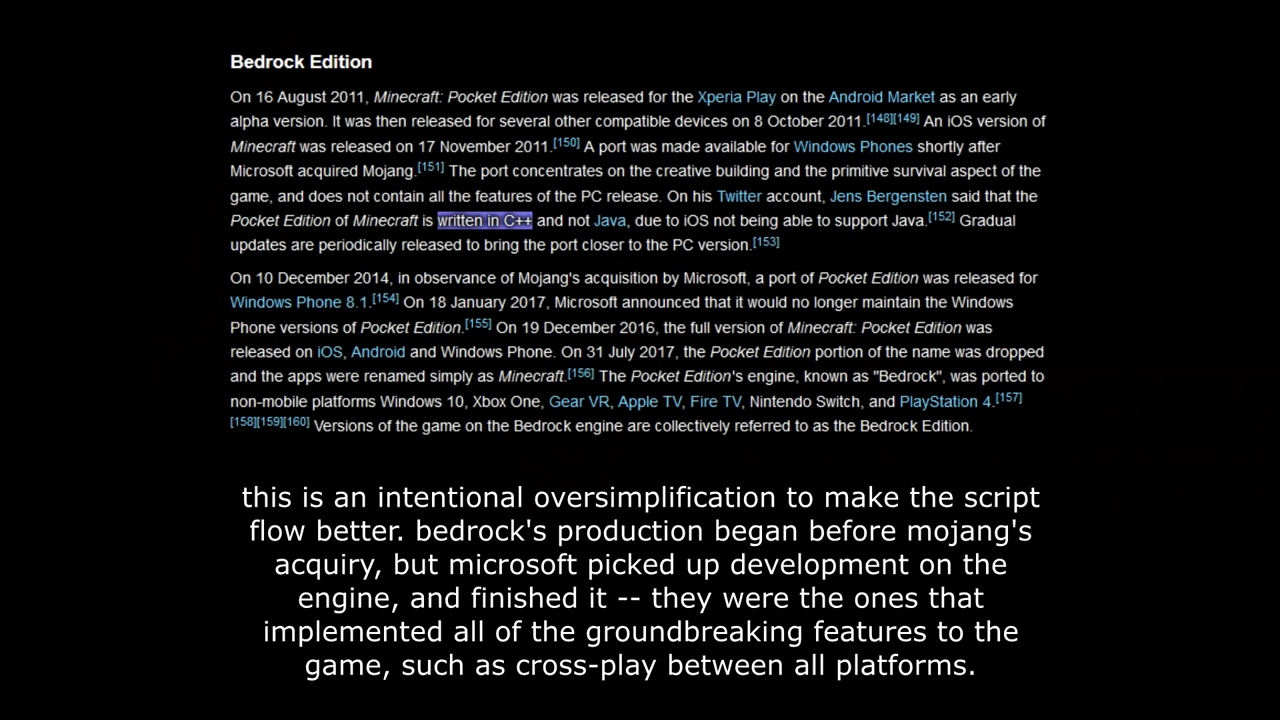 Bedrock Edition
On 16 August 2011, Minecraft: Pocket Edition was released for the Xperia Play on the Android Market as an early
alpha version. It was then released for several other compatible devices on 8 October 2011.[148][149] An iOS version of
Minecraft was released on 17 November 2011.[150] A port was made available for Windows Phones shortly after
Microsoft acquired Mojang.[151] The port concentrates on the creative building and the primitive survival aspect of the
game, and does not contain all the features of the PC release. On his Twitter account, Jens Bergensten said that the
Pocket Edition of Minecraft is written in C++ and not Java, due to iOS not being able to support Java.[152] Gradual
updates are periodically released to bring the port closer to the PC version.[153]
On 10 December 2014, in observance of Mojang's acquisition by Microsoft, a port of Pocket Edition was released for
Windows Phone 8.1.[154] On 18 January 2017, Microsoft announced that it would no longer maintain the Windows
Phone versions of Pocket Edition.[155] On 19 December 2016, the full version of Minecraft: Pocket Edition was
released on iOS, Android and Windows Phone. On 31 July 2017, the Pocket Edition portion of the name was dropped
and the apps were renamed simply as Minecraft.[156] The Pocket Edition's engine, known as "Bedrock", was ported to
non-mobile platforms Windows 10, Xbox One, Gear VR, Apple TV, Fire TV, Nintendo Switch, and PlayStation 4.[157]
[158][159][160] Versions of the game on the Bedrock engine are collectively referred to as the Bedrock Edition.
this is an intentional oversimplification to make the script
flow better. bedrock's production began before mojang's
acquiry, but microsoft picked up development on the
engine, and finished it -- they were the ones that
implemented all of the groundbreaking features to the
game, such as cross-play between all platforms.